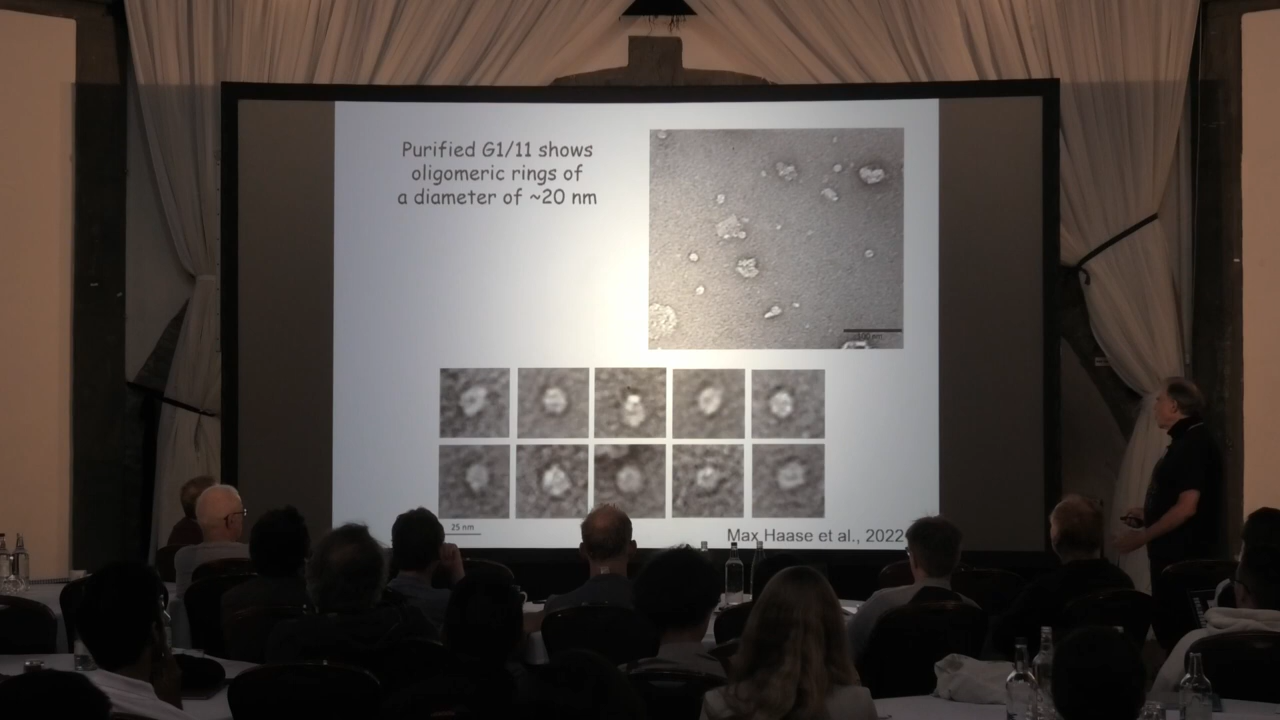 Purified G1/11 shows
oligomeric rings of
a diameter of ~20 nm
25 nm
Max Haase et al., 2022